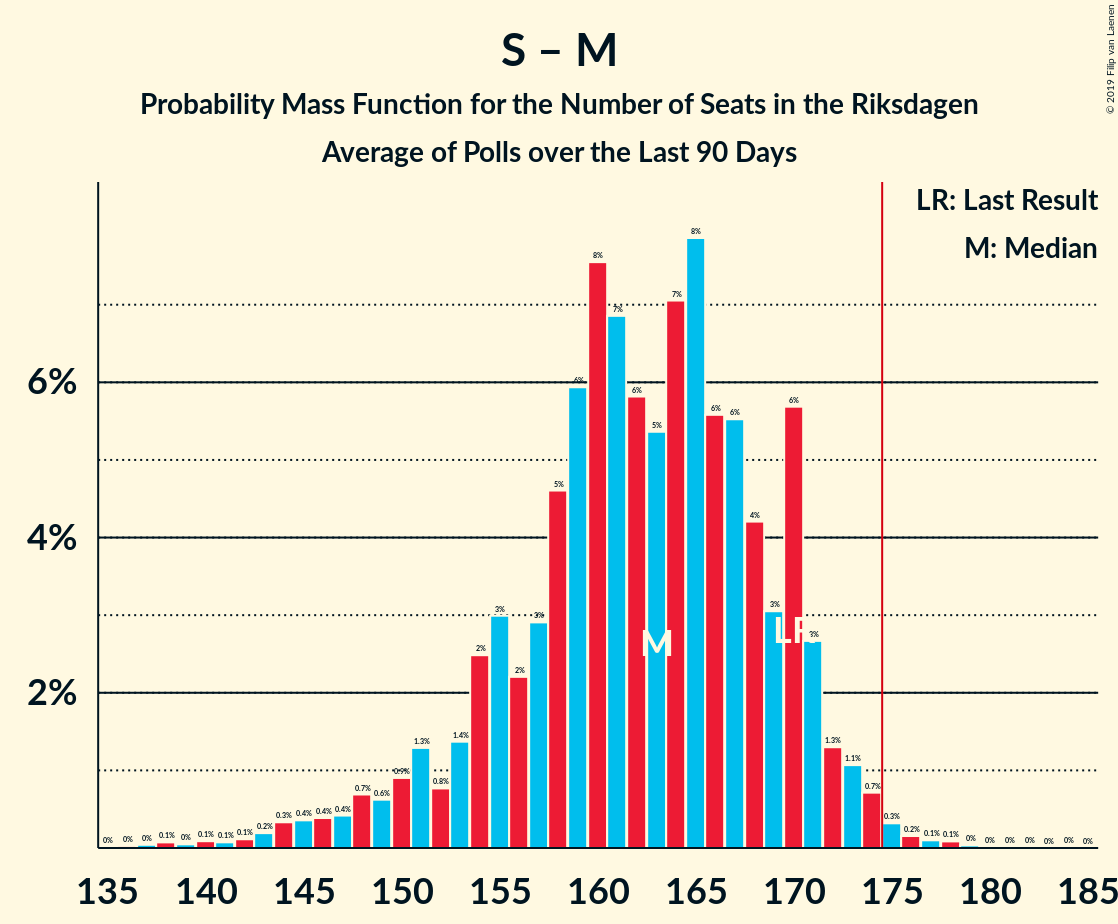 S – M
Probability Mass Function for the Number of Seats in the Riksdagen
Average of Polls over the Last 90 Days
© 2019 Filip van Laenen
LR: Last Result
M: Median
6%
4%
2%
0% 0% 0% 0.1% 0% 0.1% 0.1% 0.1% 0.2% 0.3% 0.4% 0.4% 0.4% 0.7% 0.6% 0.9% 1.3% 0.8% 1.4% 2% 3% 2% 3% 5% 6% 8% 7% 6% 5% 7% 8% 6% 6% 4% 3% 6% 3% 1.3% 1.1% 0.7% 0.3% 0.2% 0.1% 0.1% 0% 0% 0% 0% 0% 0% 0%
M
LR
135 140 145 150 155 160 165 170 175 180 185